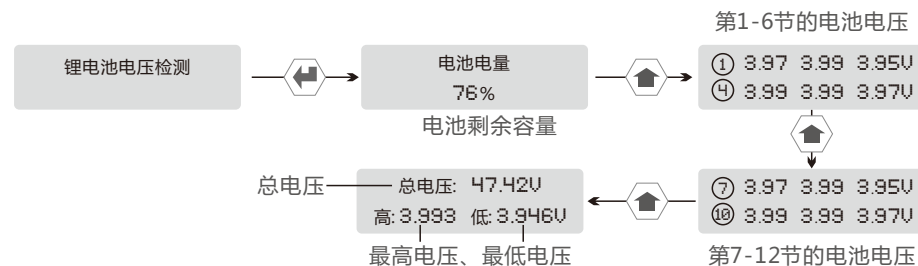 第1-6节的电池电压
锂电池电压检测
电池电量
76%
电池剩余容量
① 3.97 3.99 3.95V
④ 3.99 3.99 3.97V
⑦ 3.97 3.99 3.95V
⑩ 3.99 3.99 3.97V
第7-12节的电池电压
总电压
总电压: 47.42V
高: 3.993 低: 3.946V
最高电压、最低电压